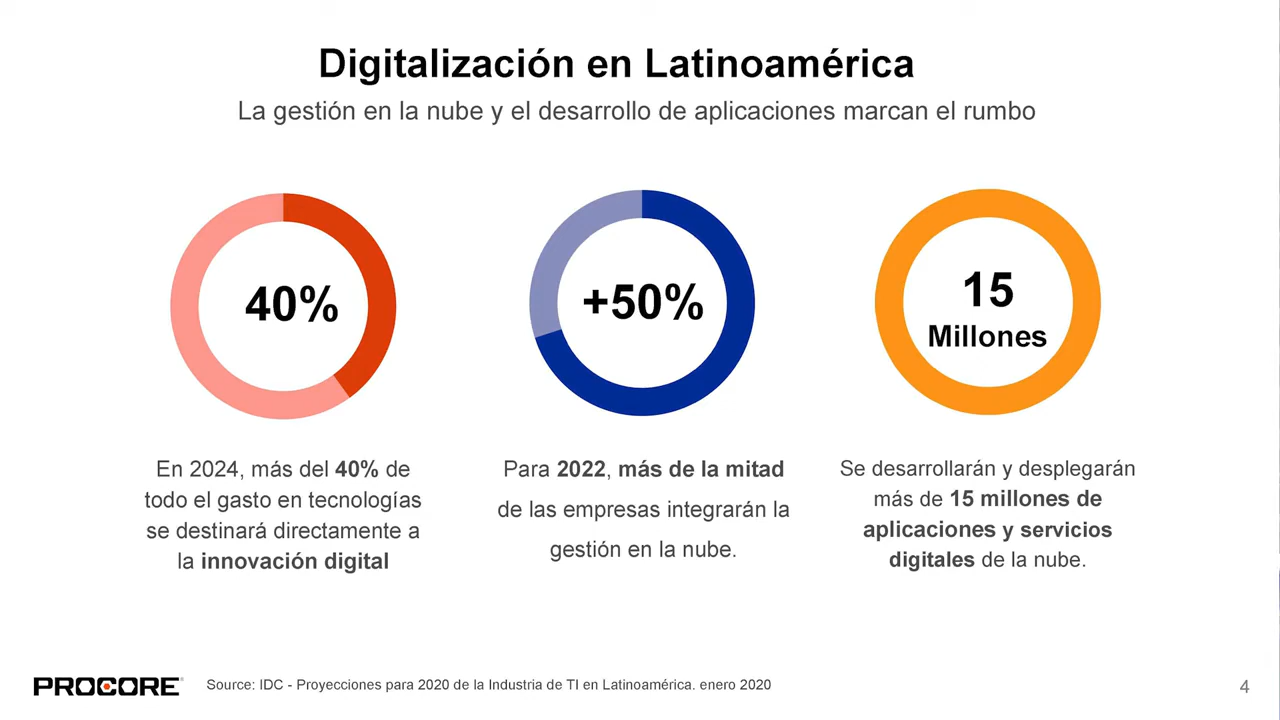 Digitalización en Latinoamérica
La gestión en la nube y el desarrollo de aplicaciones marcan el rumbo
40%
+50%
15
Millones
En 2024, más del 40% de
todo el gasto en tecnologías
se destinará directamente a
la innovación digital
Para 2022, más de la mitad
de las empresas integrarán la
gestión en la nube.
Se desarrollarán y desplegarán
más de 15 millones de
aplicaciones y servicios
digitales de la nube.
PROCORE
Source: IDC - Proyecciones para 2020 de la Industria de TI en Latinoamérica. enero 2020
4